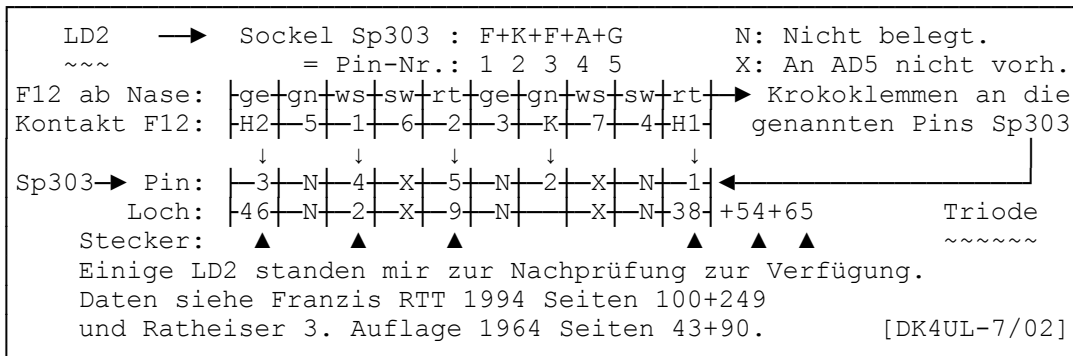 LD2 ──► Sockel Sp303 : F+K+F+A+G N: Nicht belegt.
~~~ = Pin-Nr.: 1 2 3 4 5 X: An AD5 nicht vorh.
F12 ab Nase: ├ge┼gn┼ws┼sw┼rt┼ge┼gn┼ws┼sw┼rt┼─► Krokoklemmen an die
Kontakt F12: ├H2┼─5┼─1┼─6┼─2┼─3┼─K┼─7┼─4┼H1┤ genannten Pins Sp303
↓ ↓ ↓ ↓ ↓
Sp303─► Pin: ├─3┼─N┼─4┼─X┼─5┼─N┼─2┼─X┼─N┼─1┤◄
Loch: ├46┼─N┼─2┼─X┼─9┼─N┼──┼─X┼─N┼38┤+54+65 Triode
Stecker: ▲ ▲ ▲ ▲ ▲ ▲ ~~~~~~
Einige LD2 standen mir zur Nachprüfung zur Verfügung.
Daten siehe Franzis RTT 1994 Seiten 100+249
und Ratheiser 3. Auflage 1964 Seiten 43+90. [DK4UL-7/02]